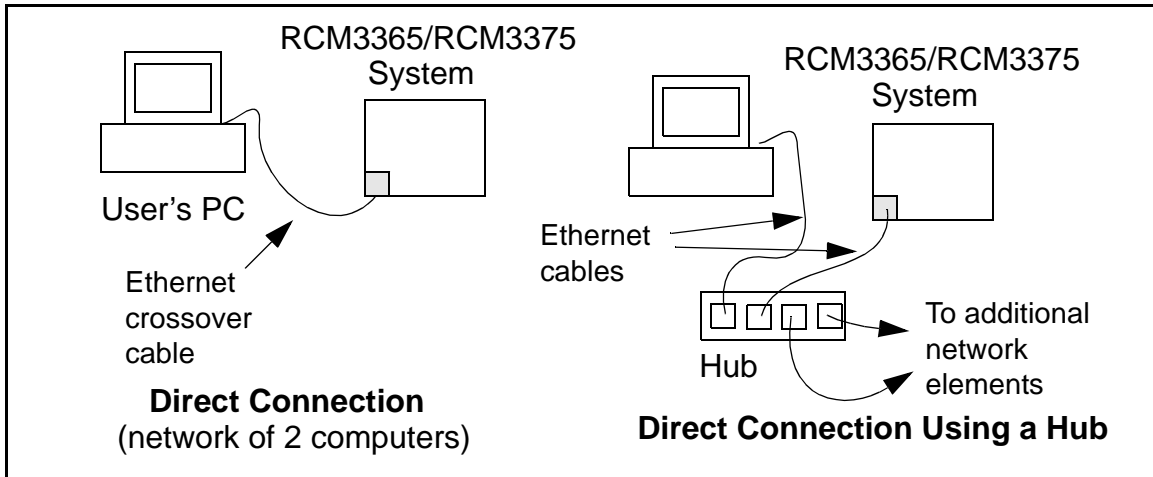 RCM3365/RCM3375
System
User's PC
Ethernet
crossover
cable
Direct Connection
(network of 2 computers)
RCM3365/RCM3375
System
Ethernet
cables
Hub
To additional
network
elements
Direct Connection Using a Hub